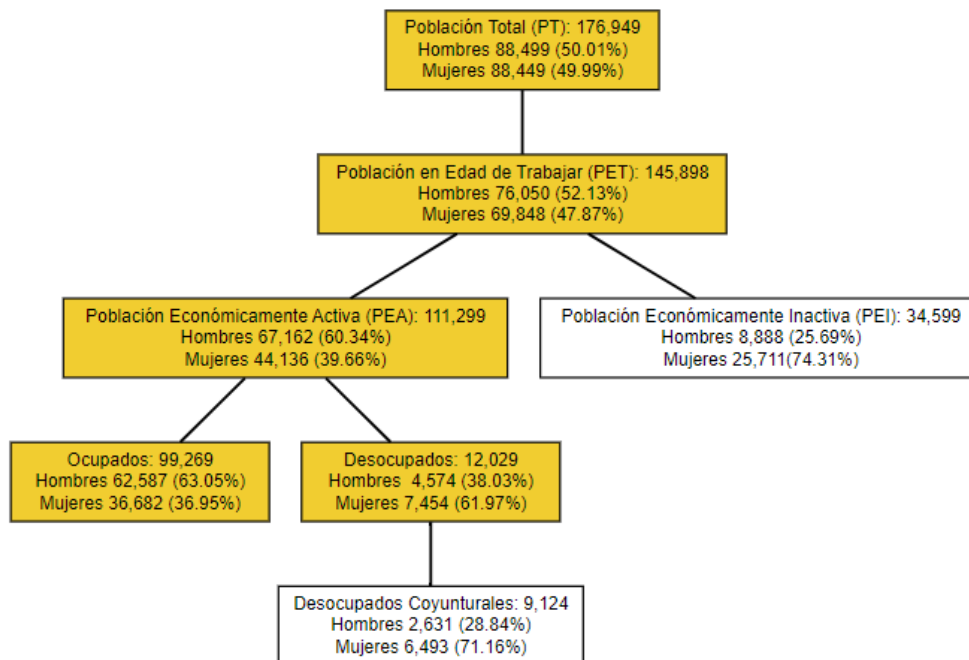 Población Total (PT): 176,949
Hombres 88,499 (50.01%)
Mujeres 88,449 (49.99%)
Población en Edad de Trabajar (PET): 145,898
Hombres 76,050 (52.13%)
Mujeres 69,848 (47.87%)
Población Económicamente Activa (PEA): 111,299
Hombres 67,162 (60.34%)
Mujeres 44,136 (39.66%)
Población Económicamente Inactiva (PEI): 34,599
Hombres 8,888 (25.69%)
Mujeres 25,711(74.31%)
Ocupados: 99,269
Hombres 62,587 (63.05%)
Mujeres 36,682 (36.95%)
Desocupados: 12,029
Hombres 4,574 (38.03%)
Mujeres 7,454 (61.97%)
Desocupados Coyunturales: 9,124
Hombres 2,631 (28.84%)
Mujeres 6,493 (71.16%)